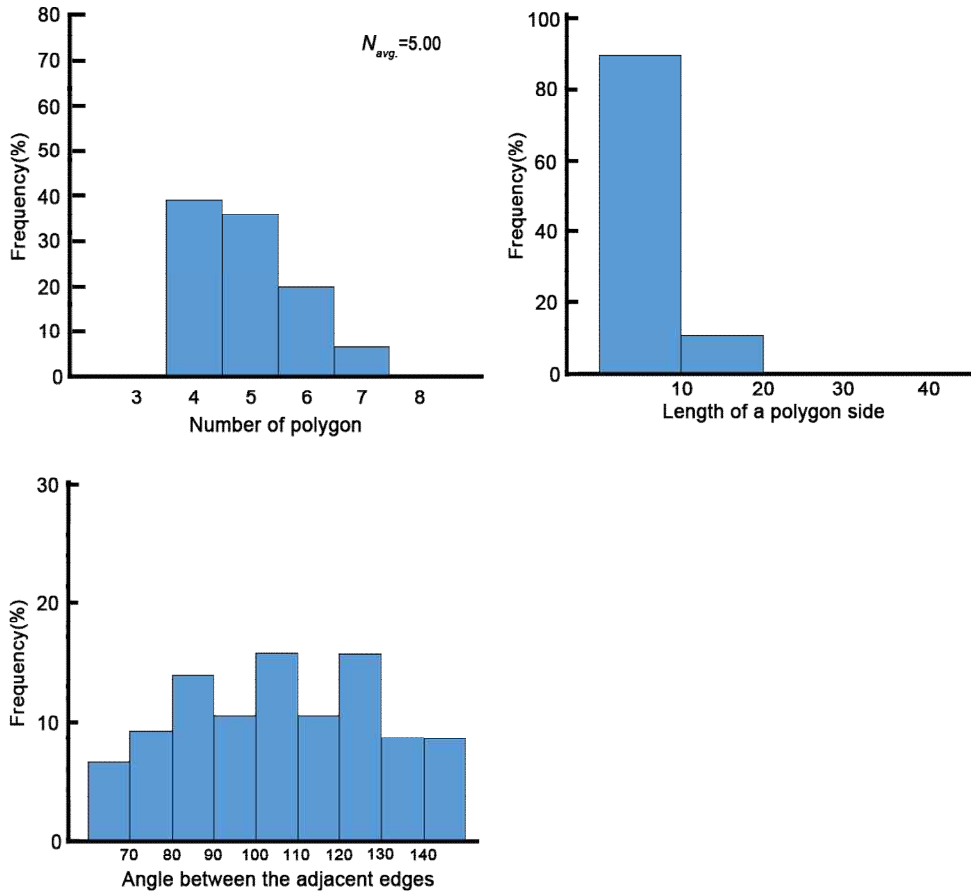 80
70
60
50
40
30
20
10
0
Frequency(%)
Navg.=5.00
3 4 5 6 7 8
Number of polygon
100
80
60
40
20
0
Frequency(%)
10 20 30 40
Length of a polygon side
30
20
10
0
Frequency(%)
70 80 90 100 110 120 130 140
Angle between the adjacent edges